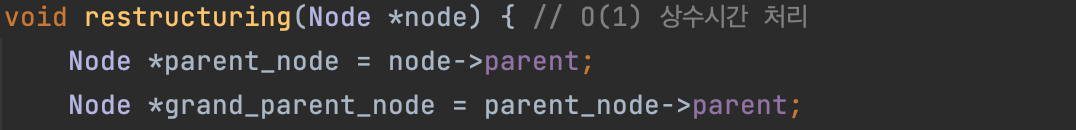 void restructuring(Node *node) { // O(1) 상수시간 처리
Node *parent_node = node->parent;
Node *grand_parent_node = parent_node->parent;